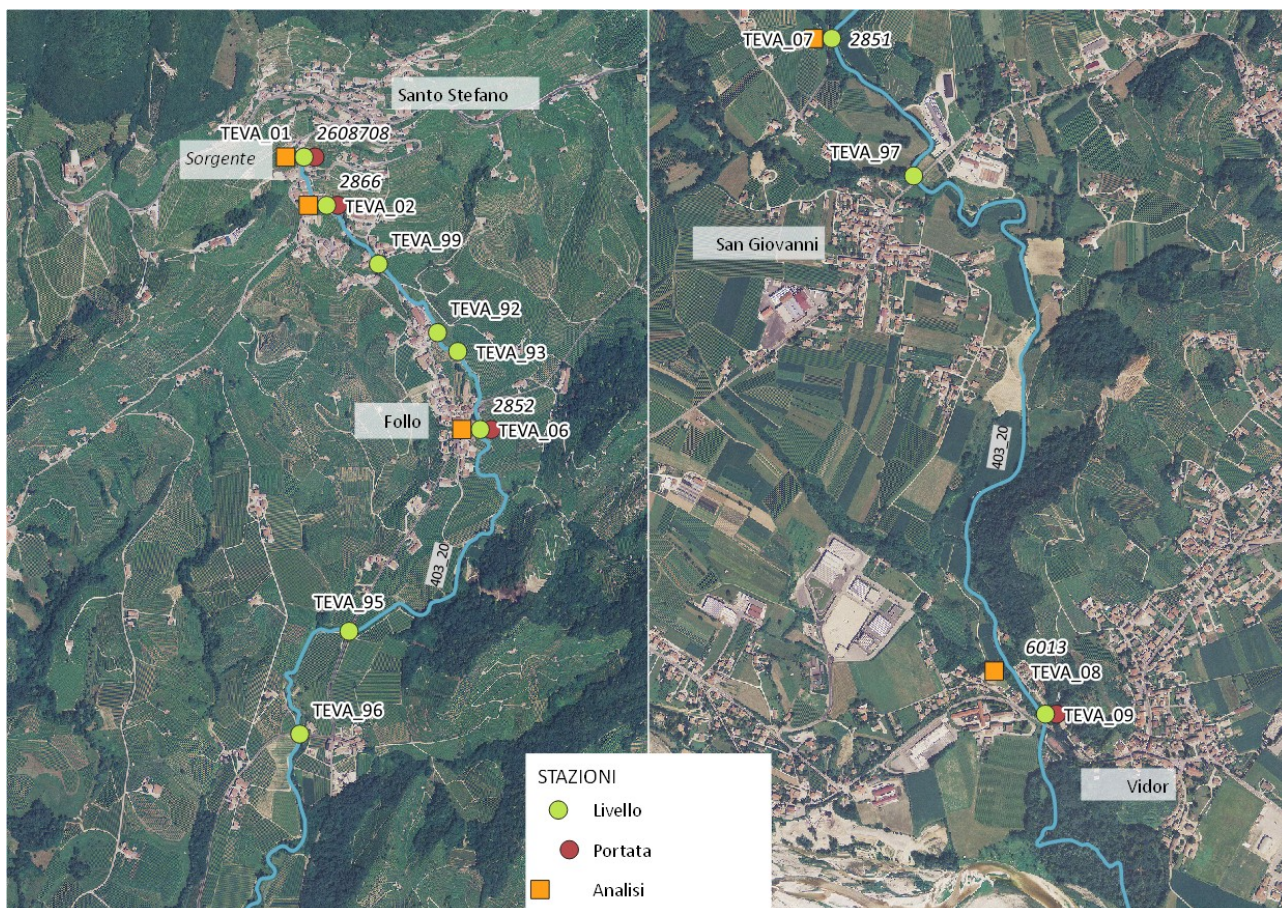 Santo Stefano
TEVA_01
2608708
Sorgente
2866
TEVA_02
TEVA_99
TEVA_92
TEVA_93
2852
Follo
TEVA_06
403_20
TEVA_95
TEVA_96
TEVA_07
2851
TEVA_97
San Giovanni
403_20
6013
TEVA_08
TEVA_09
Vidor
STAZIONI
Livello
Portata
Analisi